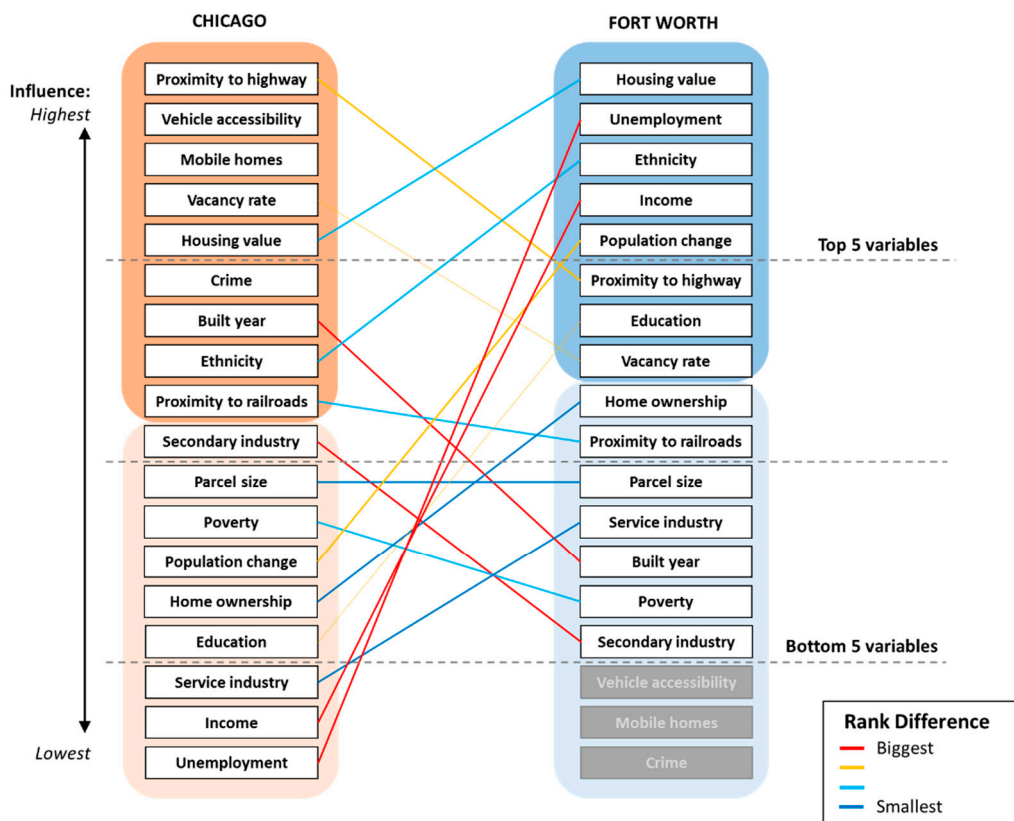 CHICAGO
FORT WORTH
Influence:
Highest
Lowest
Proximity to highway
Vehicle accessibility
Mobile homes
Vacancy rate
Housing value
Crime
Built year
Ethnicity
Proximity to railroads
Secondary industry
Parcel size
Poverty
Population change
Home ownership
Education
Service industry
Income
Unemployment
Housing value
Unemployment
Ethnicity
Income
Population change
Proximity to highway
Education
Vacancy rate
Home ownership
Proximity to railroads
Parcel size
Service industry
Built year
Poverty
Secondary industry
Vehicle accessibility
Mobile homes
Crime
Top 5 variables
Bottom 5 variables
Rank Difference
Biggest
Smallest